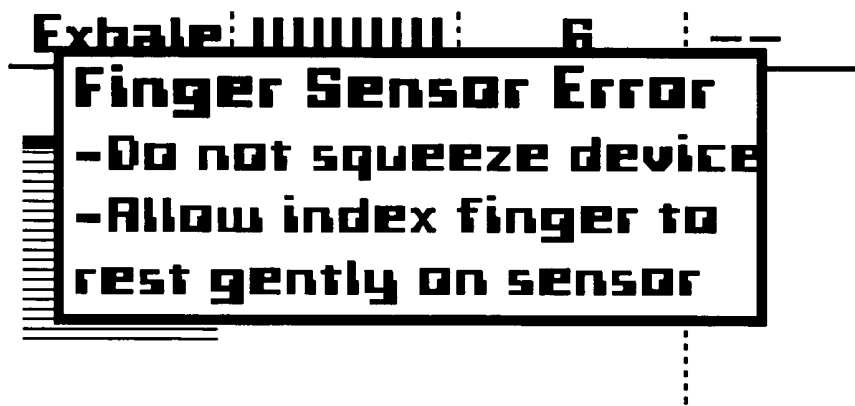 Exhale 6 --
Finger Sensor Error
-Do not squeeze device
-Allow index finger to
rest gently on sensor